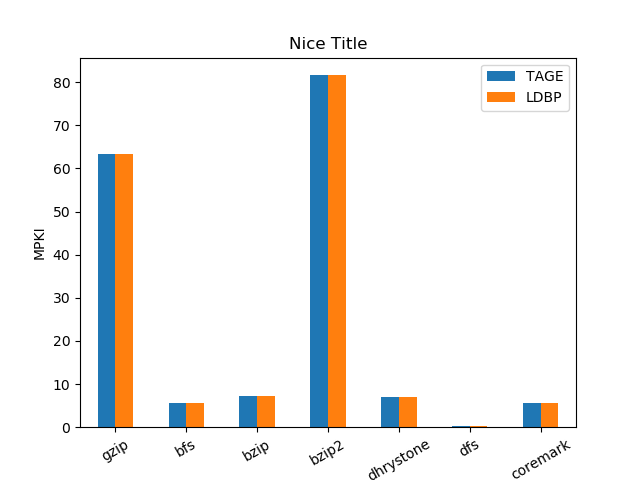 Nice Title
TAGE
LDBP
MPKI
80
70
60
50
40
30
20
10
0
gzip
bfs
bzip
bzip2
dhrystone
dfs
coremark